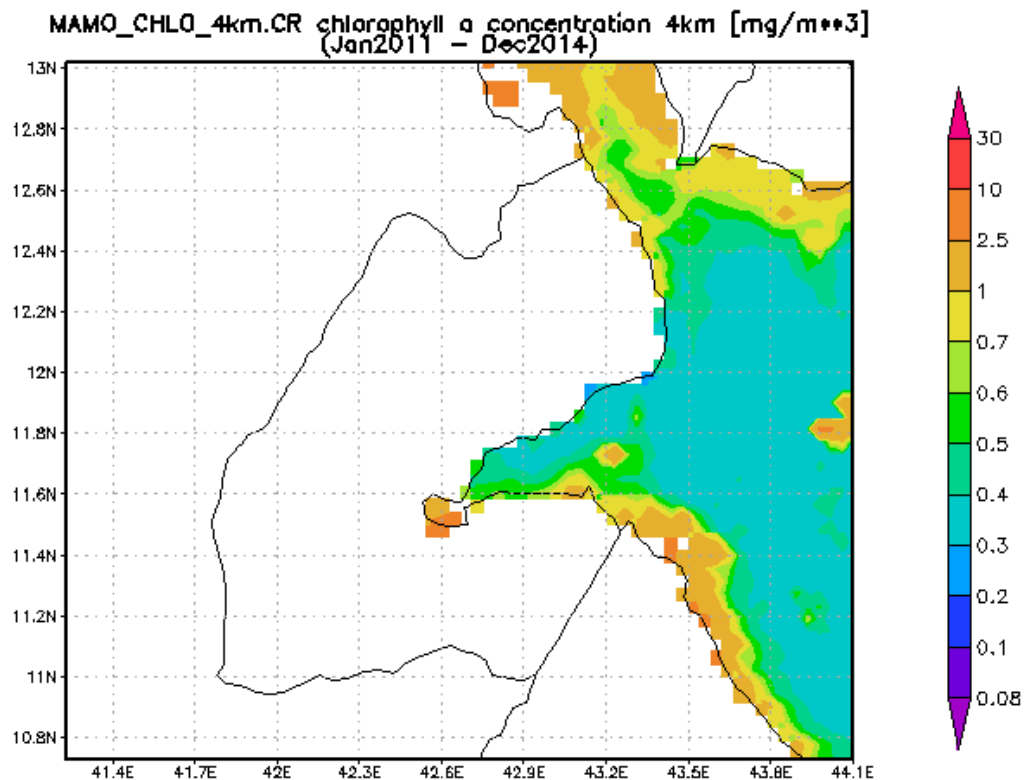 MAMO_CHLO_4km.CR chlorophyll a concentration 4km [mg/m**3]
(Jan2011 – Dec2014)
13N
12.8N
12.6N
12.4N
12.2N
12N
11.8N
11.6N
11.4N
11.2N
11N
10.8N
41.4E 41.7E 42E 42.3E 42.6E 42.9E 43.2E 43.5E 43.8E 44.1E
30
10
2.5
1
0.7
0.6
0.5
0.4
0.3
0.2
0.1
0.08